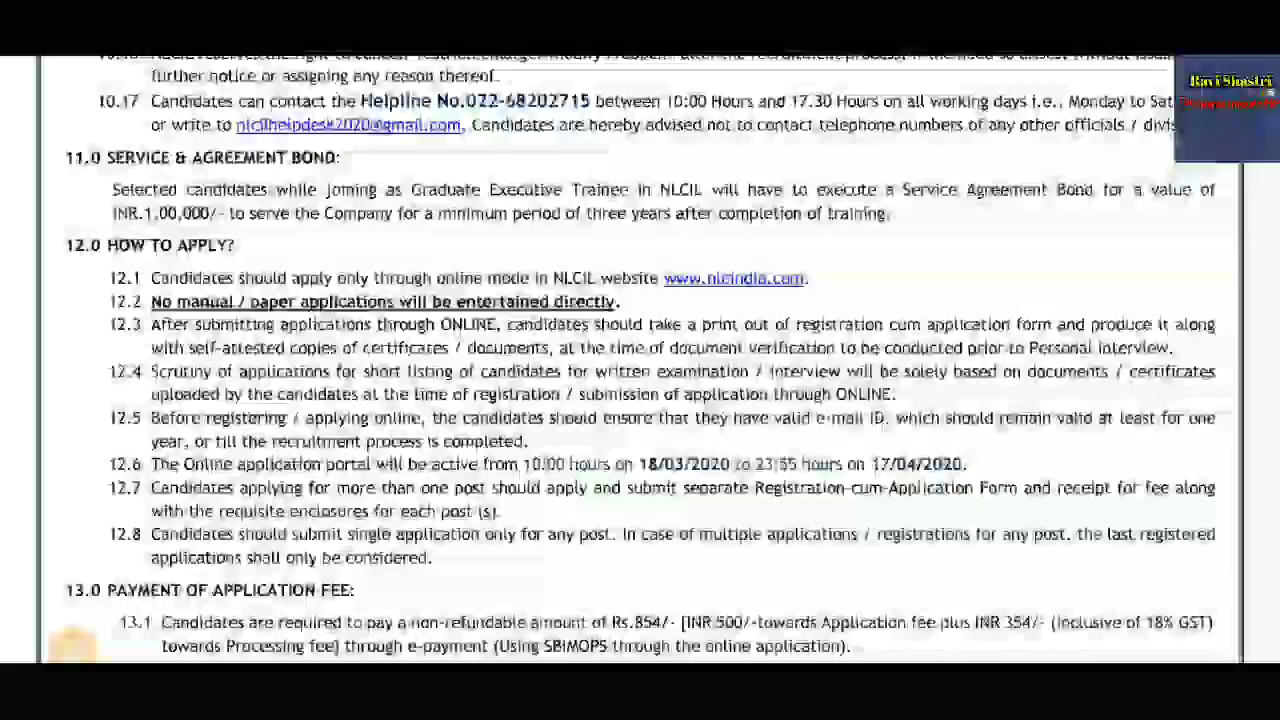 further notice or assigning any reason thereof.
10.17 Candidates can contact the Helpline No.022-68202715 between 10:00 Hours and 17.30 Hours on all working days i.e., Monday to Sat
or write to nlcilhelpdesk2020@gmail.com. Candidates are hereby advised not to contact telephone numbers of any other officials / divis
Ravi Shastri
11.0 SERVICE & AGREEMENT BOND:
Selected candidates while joining as Graduate Executive Trainee in NLCIL will have to execute a Service Agreement Bond for a value of
INR.1,00,000/- to serve the Company for a minimum period of three years after completion of training.
12.0 HOW TO APPLY?
12.1 Candidates should apply only through online mode in NLCIL website www.nlcindia.com.
12.2 No manual / paper applications will be entertained directly.
12.3 After submitting applications through ONLINE, candidates should take a print out of registration cum application form and produce it along
with self-attested copies of certificates / documents, at the time of document verification to be conducted prior to Personal Interview.
12.4 Scrutiny of applications for short listing of candidates for written examination / interview will be solely based on documents / certificates
uploaded by the candidates at the time of registration / submission of application through ONLINE.
12.5 Before registering / applying online, the candidates should ensure that they have valid e-mail ID, which should remain valid at least for one
year, or till the recruitment process is completed.
12.6 The Online application portal will be active from 10.00 hours on 18/03/2020 to 23:55 hours on 17/04/2020.
12.7 Candidates applying for more than one post should apply and submit separate Registration-cum-Application Form and receipt for fee along
with the requisite enclosures for each post (s).
12.8 Candidates should submit single application only for any post. In case of multiple applications / registrations for any post, the last registered
applications shall only be considered.
13.0 PAYMENT OF APPLICATION FEE:
13.1 Candidates are required to pay a non-refundable amount of Rs.854/- [INR 500/-towards Application fee plus INR 354/- (inclusive of 18% GST)
towards Processing fee] through e-payment (Using SBIMOPS through the online application).